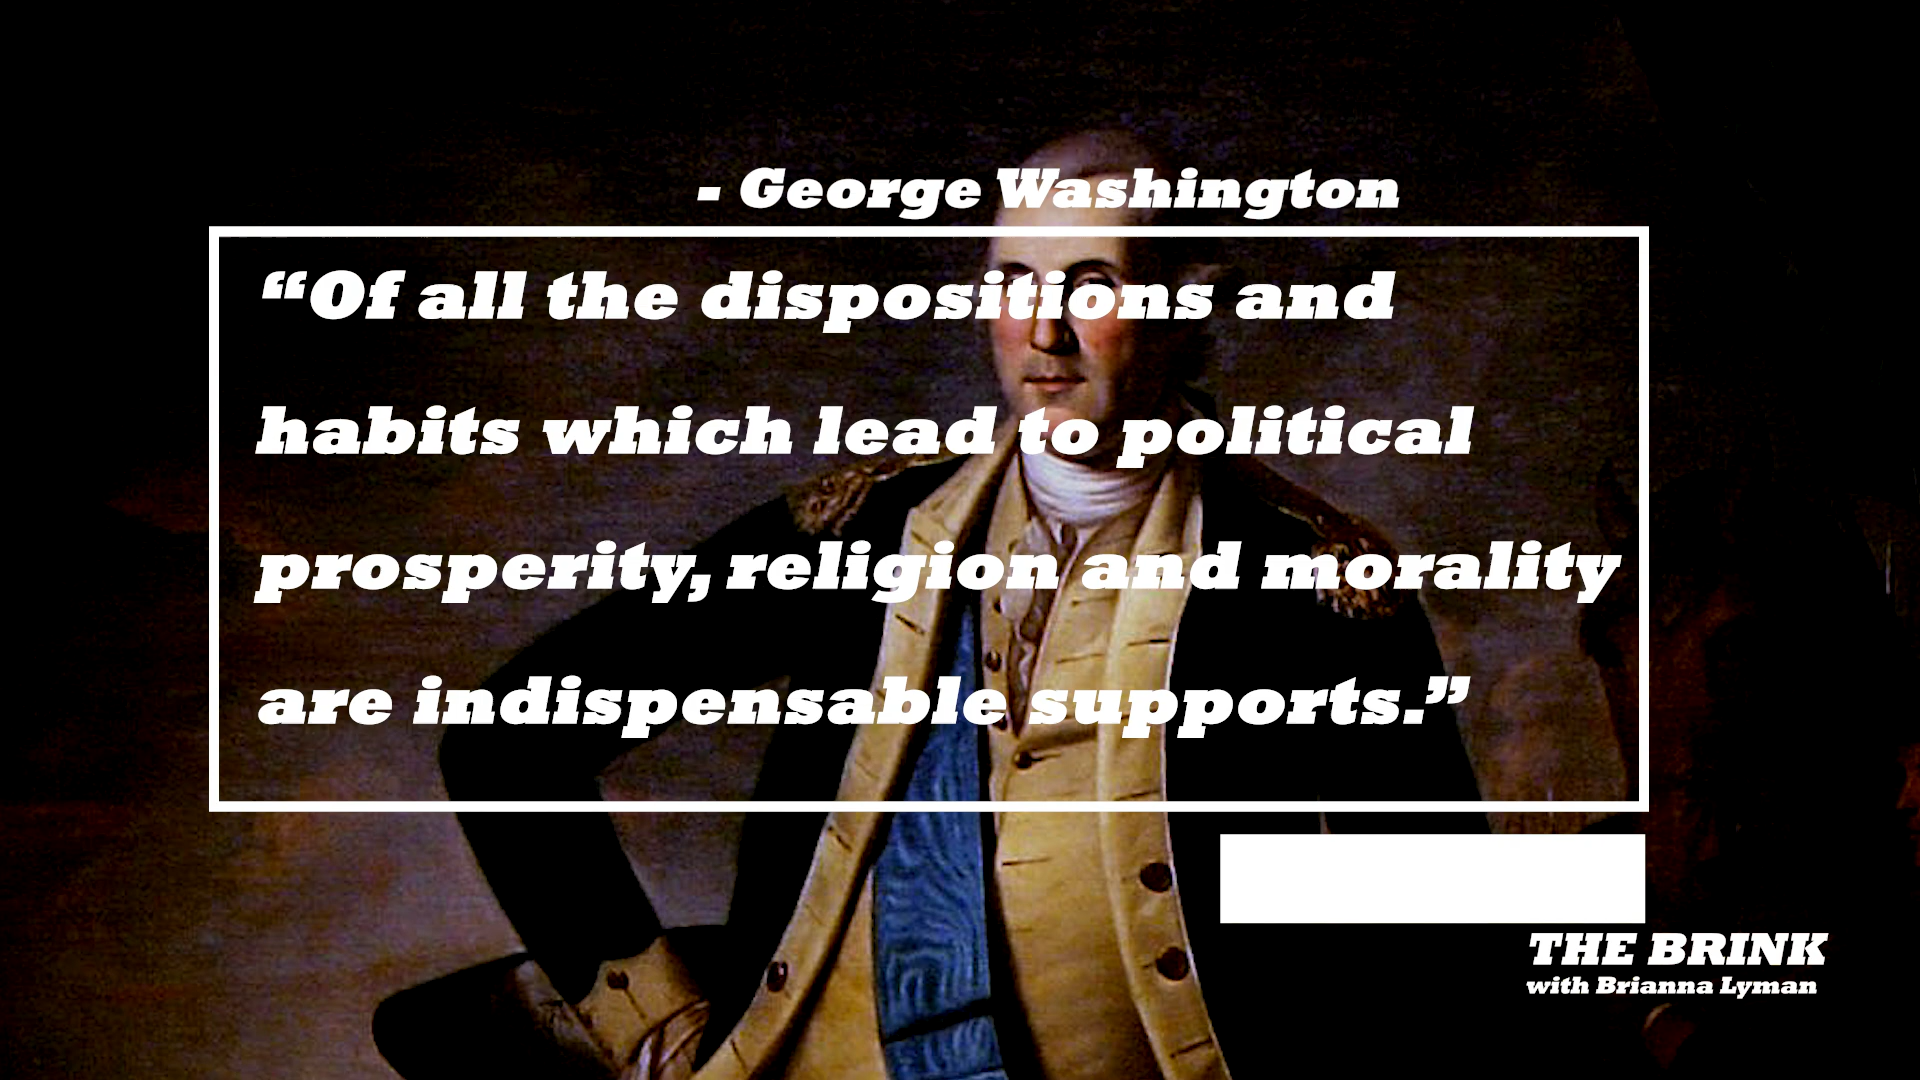 - George Washington
“Of all the dispositions and
habits which lead to political
prosperity, religion and morality
are indispensable supports.”
THE BRINK
with Brianna Lyman